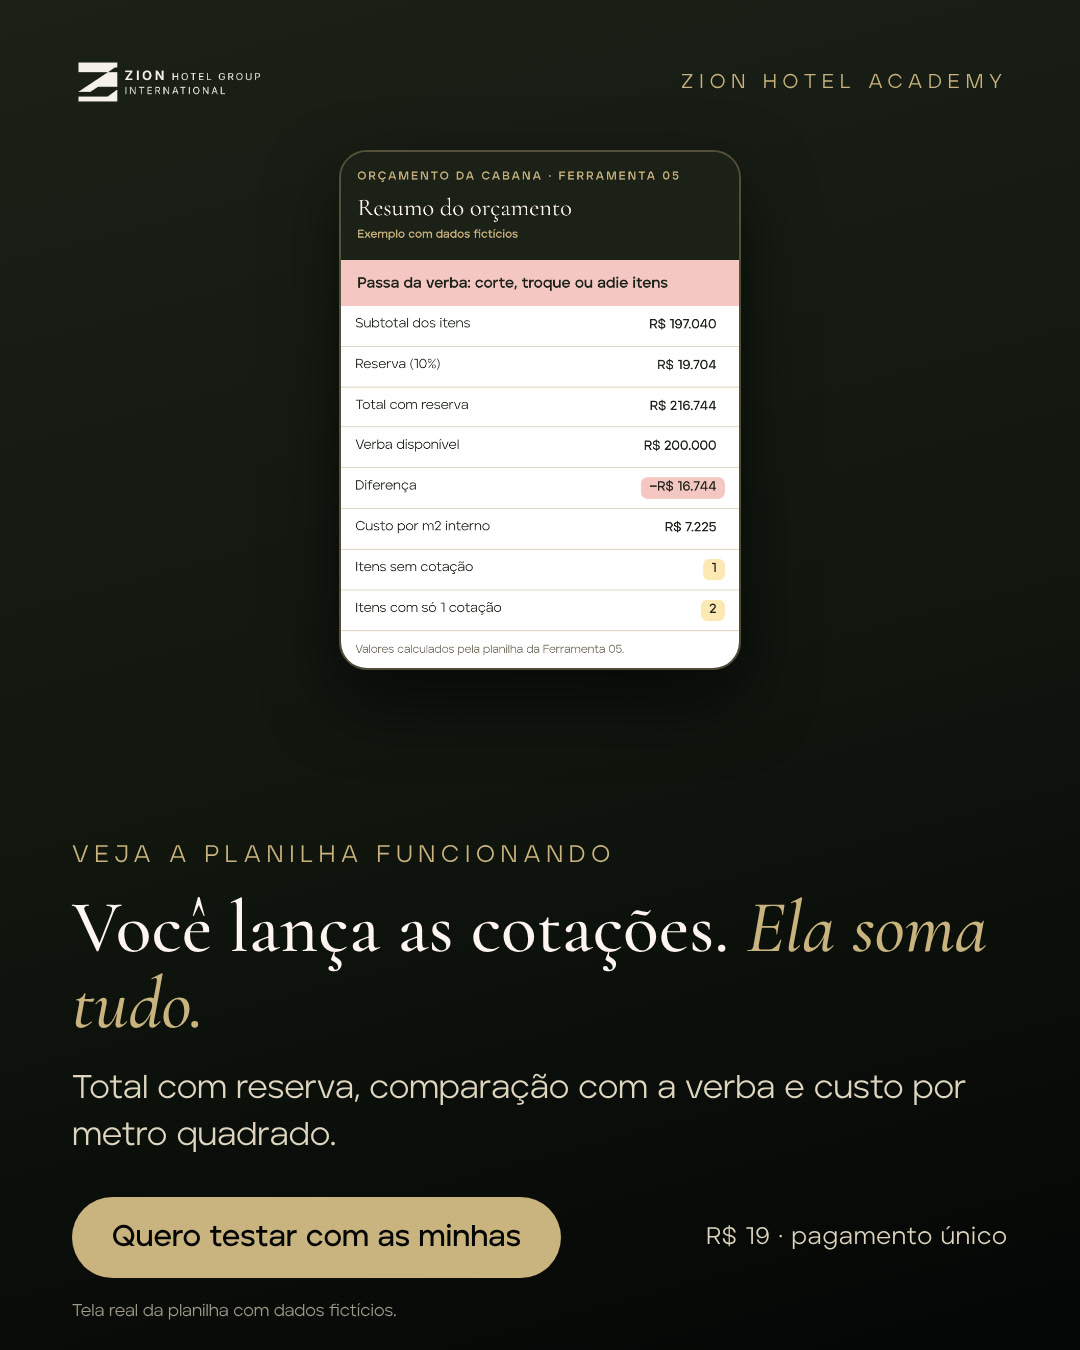 ZION HOTEL GROUP
INTERNATIONAL
ZION HOTEL ACADEMY
ORÇAMENTO DA CABANA · FERRAMENTA 05
Resumo do orçamento
Exemplo com dados fictícios
Passa da verba: corte, troque ou adie itens
Subtotal dos itens R$ 197.040
Reserva (10%) R$ 19.704
Total com reserva R$ 216.744
Verba disponível R$ 200.000
Diferença −R$ 16.744
Custo por m2 interno R$ 7.225
Itens sem cotação 1
Itens com só 1 cotação 2
Valores calculados pela planilha da Ferramenta 05.
VEJA A PLANILHA FUNCIONANDO
Você lança as cotações. Ela soma
tudo.
Total com reserva, comparação com a verba e custo por
metro quadrado.
Quero testar com as minhas
R$ 19 · pagamento único
Tela real da planilha com dados fictícios.